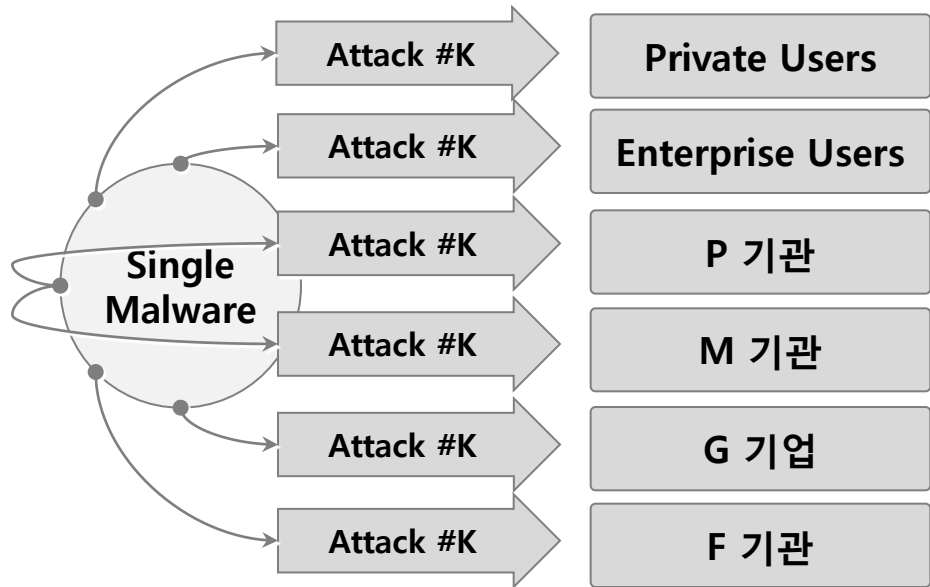 Attack #K
Private Users
Attack #K
Enterprise Users
Attack #K
P 기관
Single
Malware
Attack #K
M 기관
Attack #K
G 기업
Attack #K
F 기관